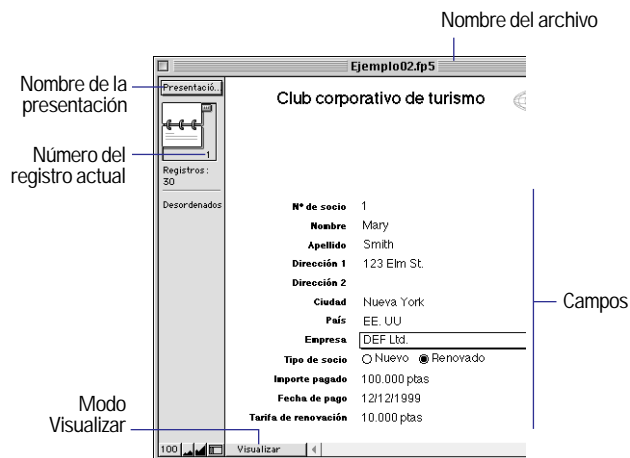 Nombre del archivo
Ejemplo02.fp5
Nombre de la
presentación
Presentació...
Club corporativo de turismo
Número del
registro actual
1
Registros:
30
Desordenados
Nº de socio 1
Nombre Mary
Apellido Smith
Dirección 1 123 Elm St.
Dirección 2
Ciudad Nueva York
País EE. UU
Empresa DEF Ltd.
Tipo de socio Nuevo Renovado
Importe pagado 100.000 ptas
Fecha de pago 12/12/1999
Tarifa de renovación 10.000 ptas
Campos
Modo
Visualizar
100 Visualizar